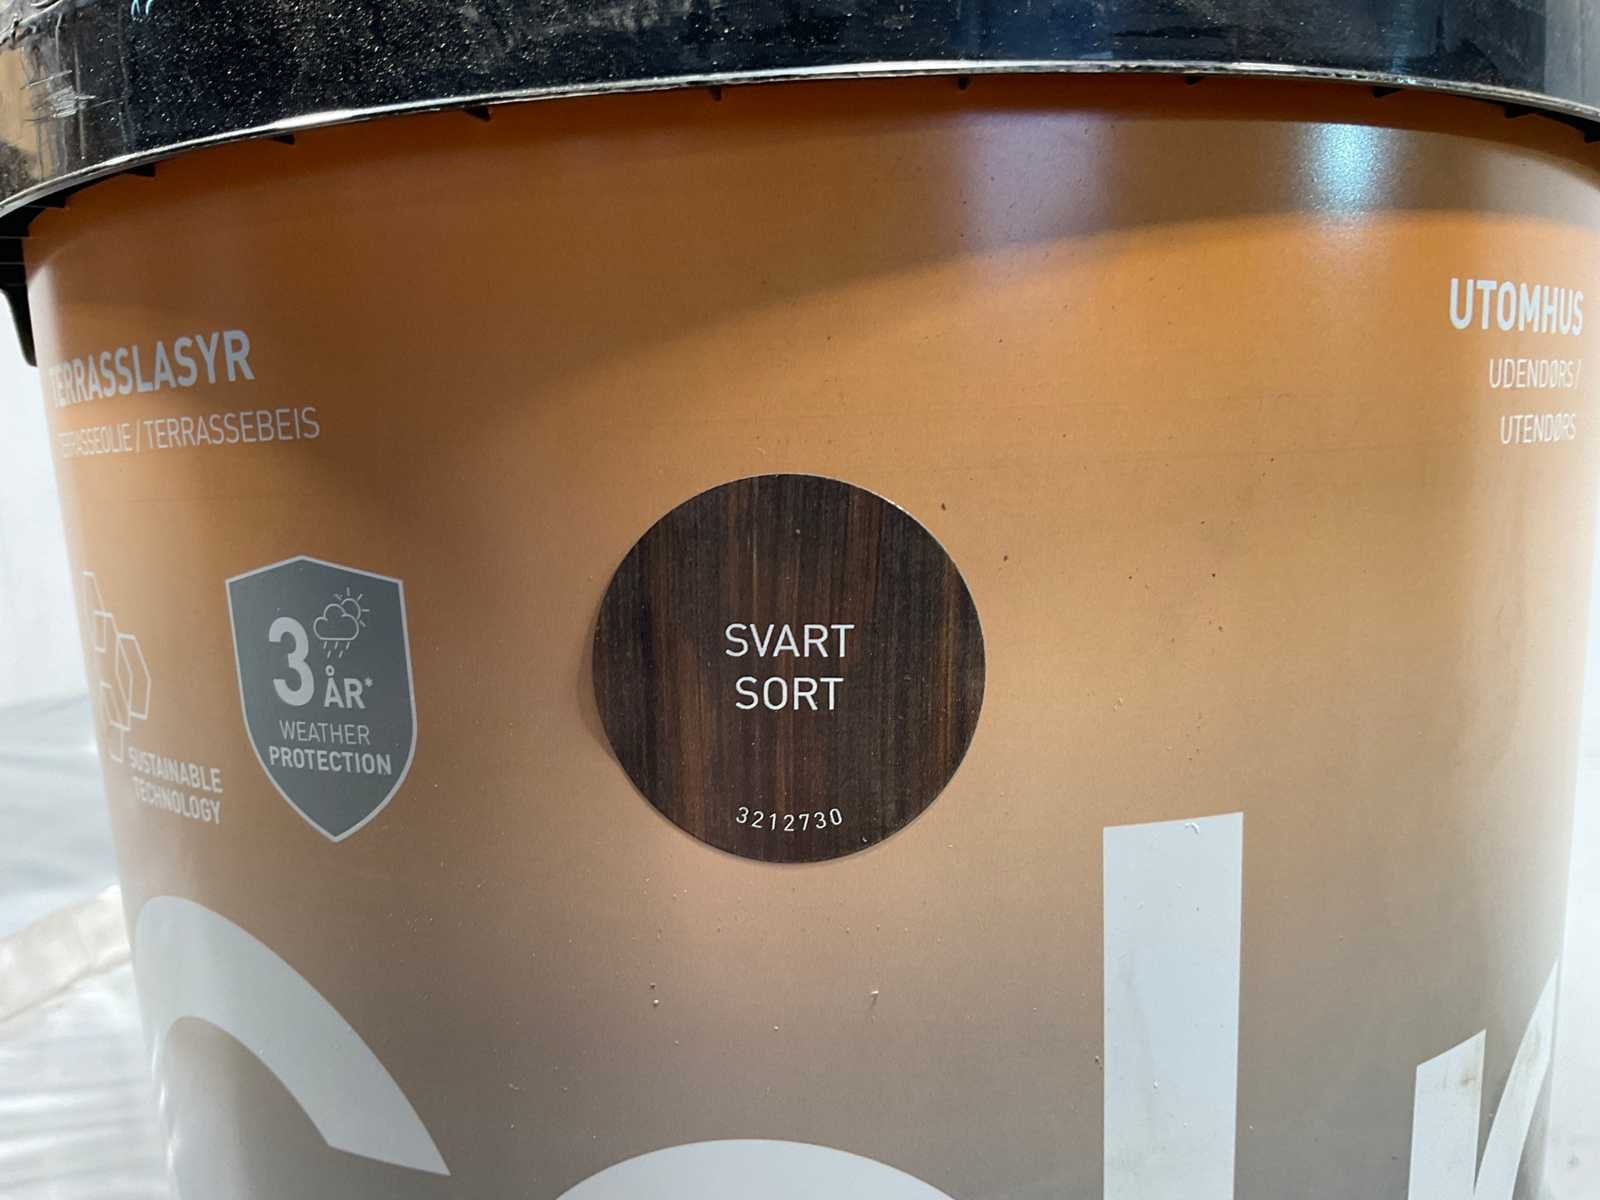 TERRASSLASYR
TERRASSEOLIE / TERRASSEBEIS
UTOMHUS
UDENDØRS /
UTENDØRS
SVART
SORT
3212730
3 ÅR*
WEATHER
PROTECTION
SUSTAINABLE
TECHNOLOGY